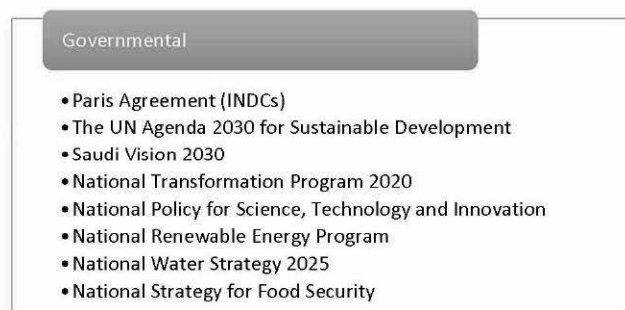 Governmental
• Paris Agreement (INDCs)
• The UN Agenda 2030 for Sustainable Development
• Saudi Vision 2030
• National Transformation Program 2020
• National Policy for Science, Technology and Innovation
• National Renewable Energy Program
• National Water Strategy 2025
• National Strategy for Food Security